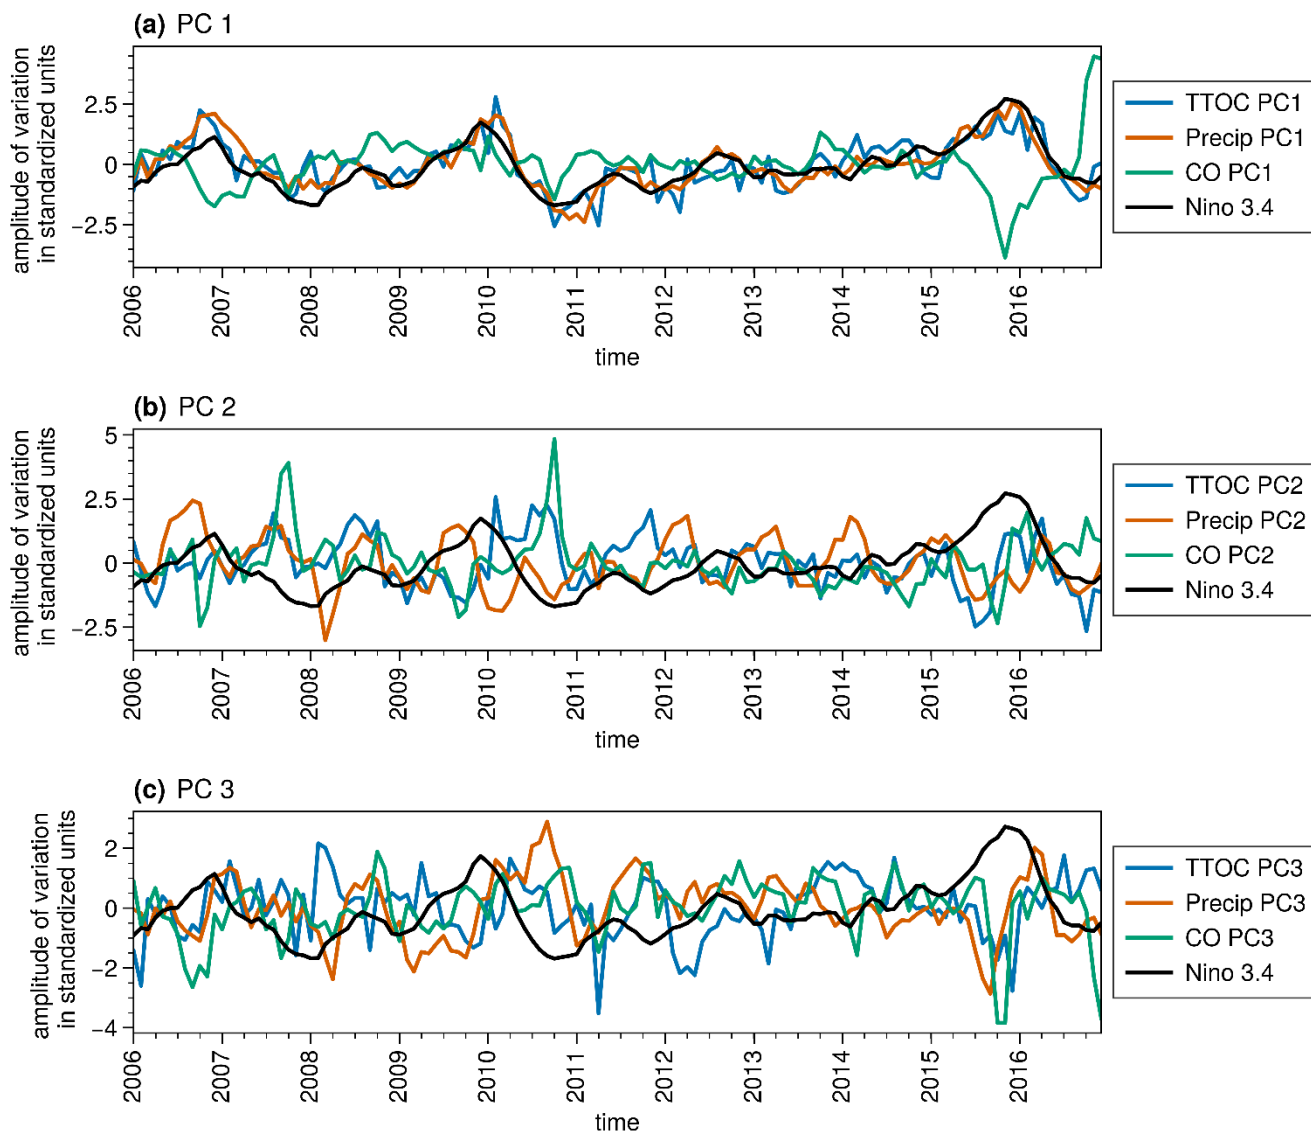 (a) PC 1
amplitude of variation
in standardized units
2.5
0
−2.5
2006
2007
2008
2009
2010
2011
2012
2013
2014
2015
2016
time
TTOC PC1
Precip PC1
CO PC1
Nino 3.4
(b) PC 2
amplitude of variation
in standardized units
5
2.5
0
−2.5
2006
2007
2008
2009
2010
2011
2012
2013
2014
2015
2016
time
TTOC PC2
Precip PC2
CO PC2
Nino 3.4
(c) PC 3
amplitude of variation
in standardized units
2
0
−2
−4
2006
2007
2008
2009
2010
2011
2012
2013
2014
2015
2016
time
TTOC PC3
Precip PC3
CO PC3
Nino 3.4